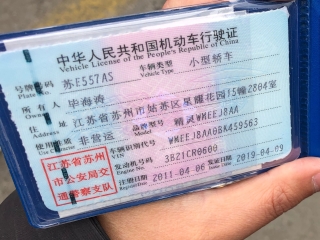 中华人民共和国机动车行驶证
Vehicle License of the People's Republic of China
号牌号码 苏E557AS 车辆类型 小型轿车
Plate No. Vehicle Type
所有人 毕海涛
Owner
住址 江苏省苏州市姑苏区星耀花园15幢Z804室
Address
使用性质 非营运 品牌型号 精灵WMEEJ8AA
Use Character Model
江苏省苏州市公安局交通警察支队
车辆识别代号 WMEEJ8AA0BK459563
VIN
发动机号码 3B21CR0600
Engine No.
注册日期 2011-04-06 发证日期 2019-04-09
Register Date Issue Date